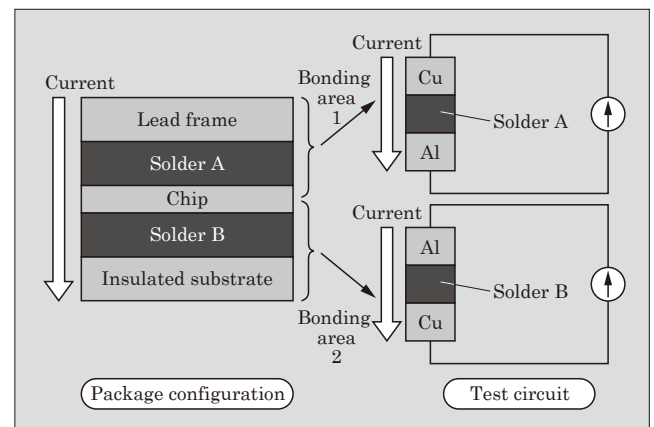 Current
Lead frame
Solder A
Chip
Solder B
Insulated substrate
Bonding
area
1
Bonding
area
2
Package configuration
Current
Cu
Solder A
Al
Current
Al
Solder B
Cu
Test circuit